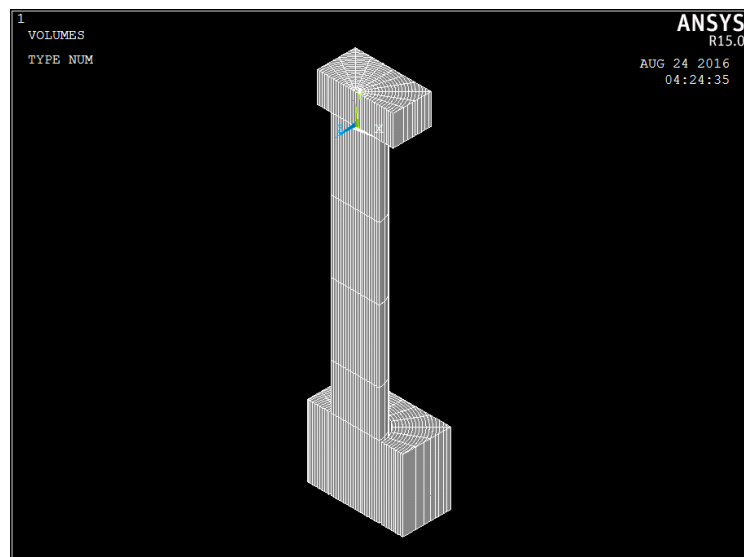 1
VOLUMES
TYPE NUM
ANSYS
R15.0
AUG 24 2016
04:24:35
X